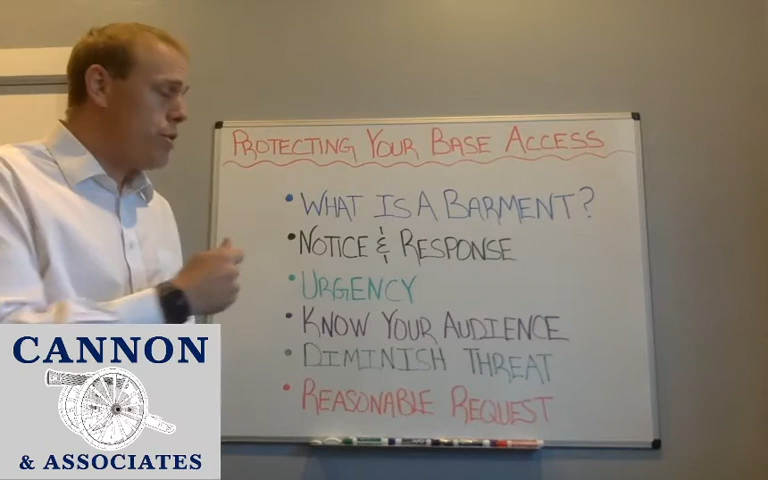 PROTECTING YOUR BASE ACCESS
• WHAT IS A BARMENT?
• NOTICE & RESPONSE
• URGENCY
• KNOW YOUR AUDIENCE
• DIMINISH THREAT
• REASONABLE REQUEST
CANNON
& ASSOCIATES